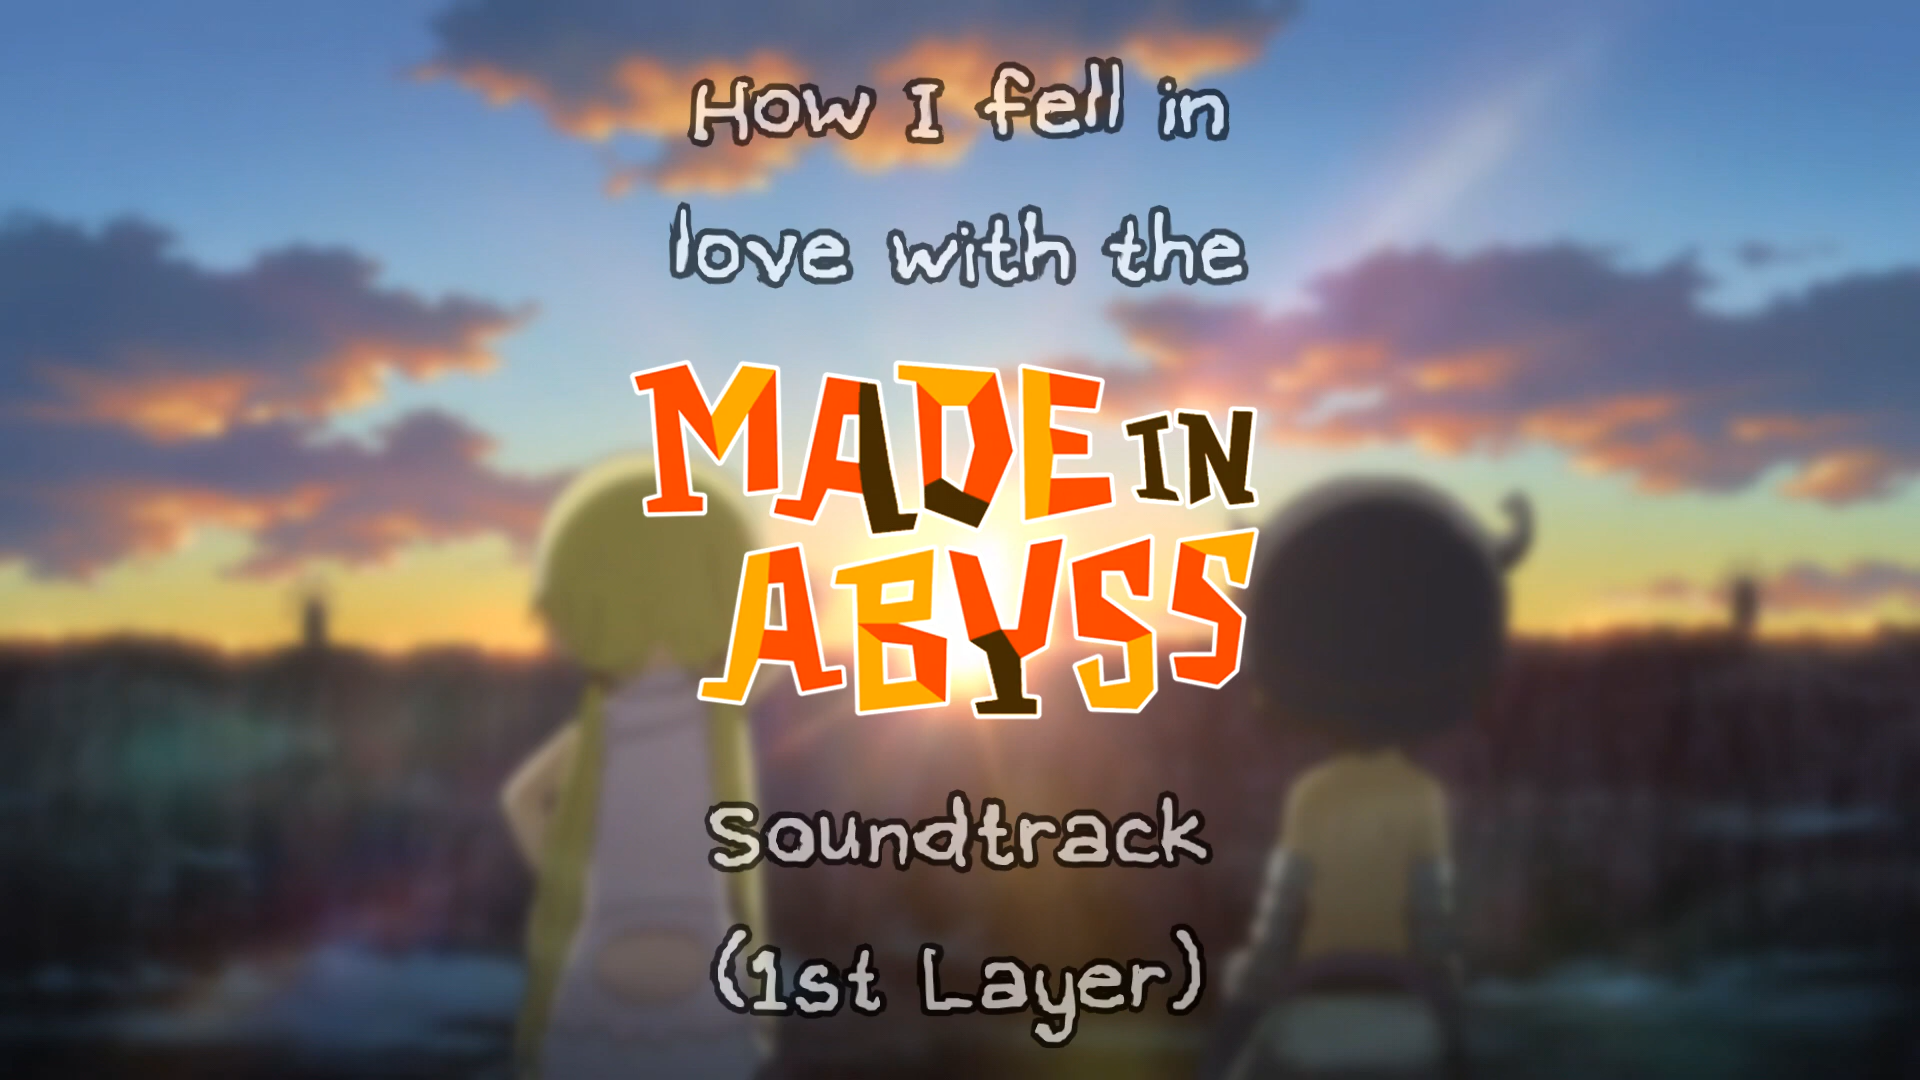 How I fell in
love with the
MADE IN
ABYSS
Soundtrack
(1st Layer)